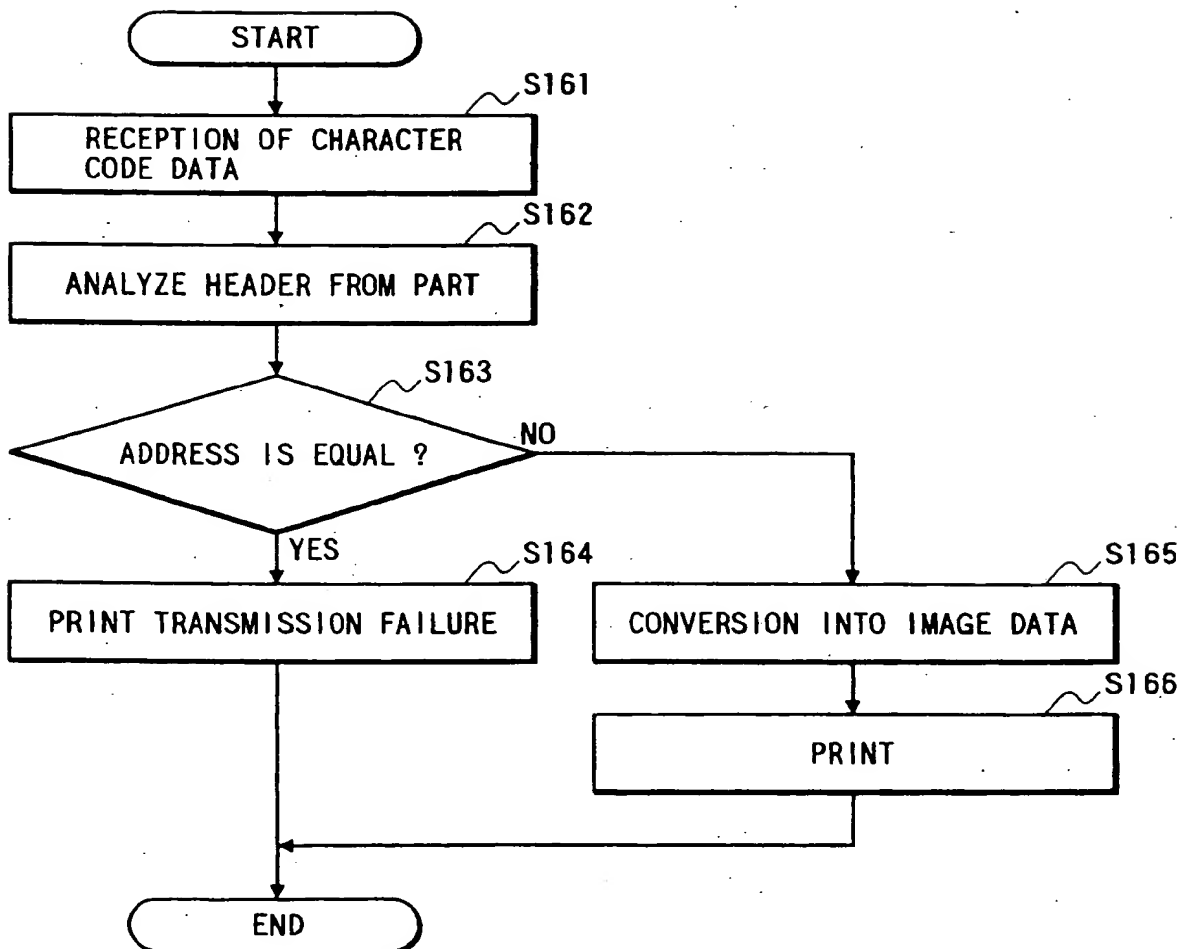 START
S161
RECEPTION OF CHARACTER
CODE DATA
S162
ANALYZE HEADER FROM PART
S163
ADDRESS IS EQUAL ?
NO
YES
S164
PRINT TRANSMISSION FAILURE
S165
CONVERSION INTO IMAGE DATA
S166
PRINT
END